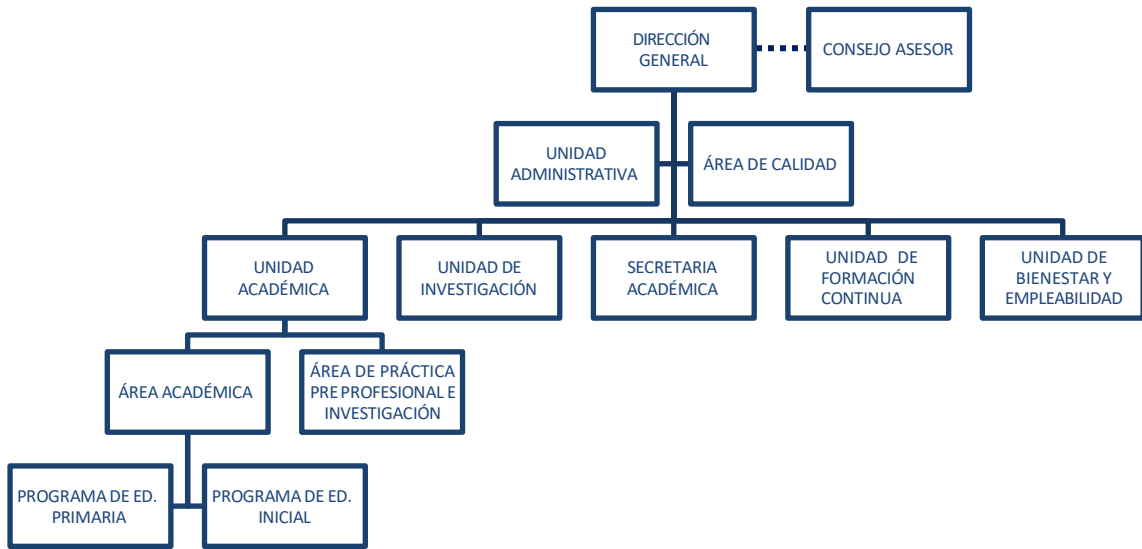 DIRECCIÓN
GENERAL
CONSEJO ASESOR
UNIDAD
ADMINISTRATIVA
ÁREA DE CALIDAD
UNIDAD
ACADÉMICA
UNIDAD DE
INVESTIGACIÓN
SECRETARIA
ACADÉMICA
UNIDAD DE
FORMACIÓN
CONTINUA
UNIDAD DE
BIENESTAR Y
EMPLEABILIDAD
ÁREA ACADÉMICA
ÁREA DE PRÁCTICA
PRE PROFESIONAL E
INVESTIGACIÓN
PROGRAMA DE ED.
PRIMARIA
PROGRAMA DE ED.
INICIAL